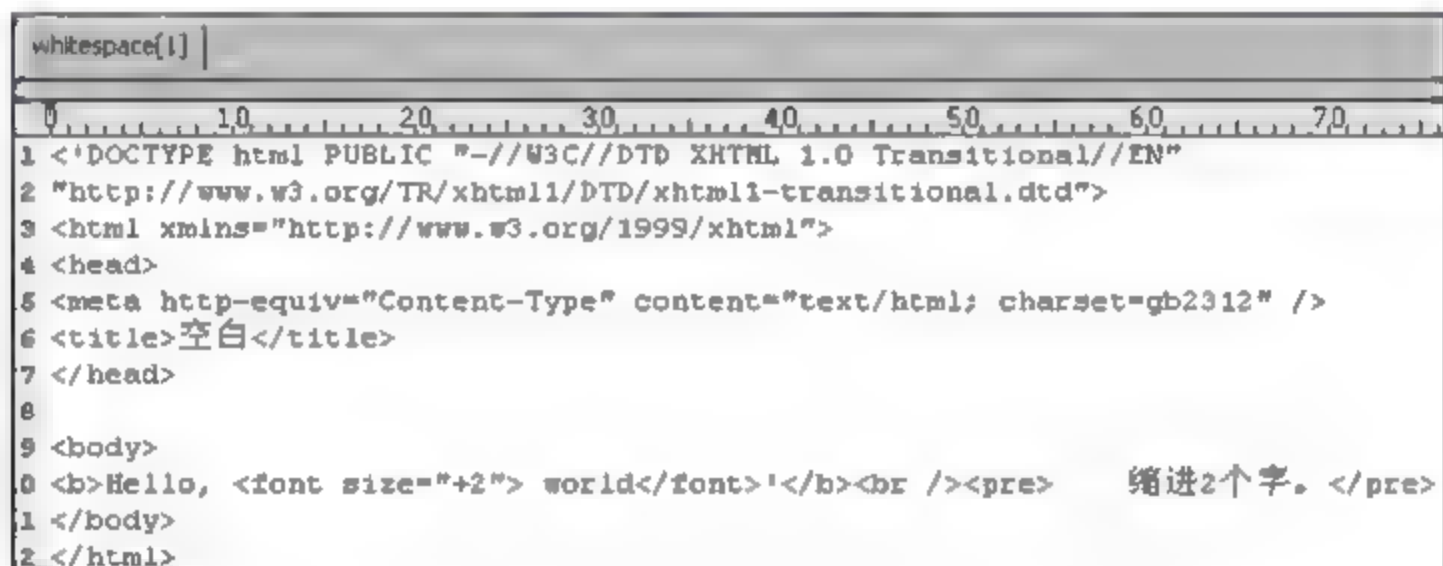 whitespace[1]
0 10 20 30 40 50 60 70
1 <!DOCTYPE html PUBLIC "-//W3C//DTD XHTML 1.0 Transitional//EN"
2 "http://www.w3.org/TR/xhtml1/DTD/xhtml1-transitional.dtd">
3 <html xmlns="http://www.w3.org/1999/xhtml">
4 <head>
5 <meta http-equiv="Content-Type" content="text/html; charset=gb2312" />
6 <title>空白</title>
7 </head>
8
9 <body>
0 <b>Hello, <font size="+2"> world</font>!</b><br /><pre>    缩进2个字。</pre>
1 </body>
2 </html>